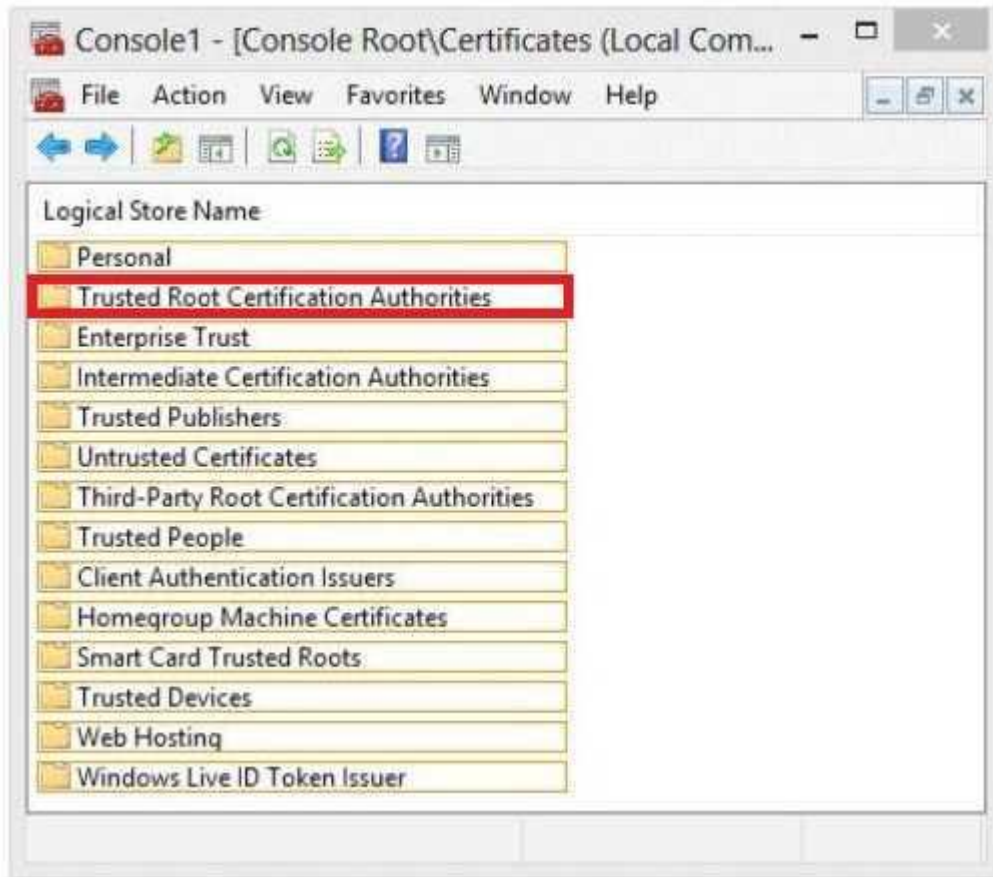 Console1 - [Console Root\Certificates (Local Com...
File Action View Favorites Window Help
Logical Store Name
Personal
Trusted Root Certification Authorities
Enterprise Trust
Intermediate Certification Authorities
Trusted Publishers
Untrusted Certificates
Third-Party Root Certification Authorities
Trusted People
Client Authentication Issuers
Homegroup Machine Certificates
Smart Card Trusted Roots
Trusted Devices
Web Hosting
Windows Live ID Token Issuer